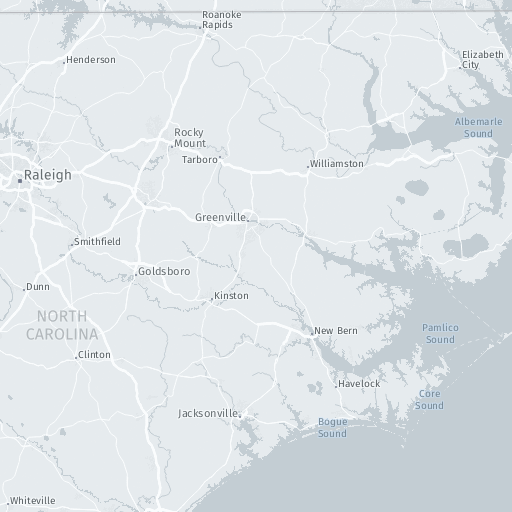 Roanoke
Rapids
Henderson
Elizabeth
City
Albemarle
Sound
Rocky
Mount
Tarboro
Williamston
Raleigh
Greenville
Smithfield
Goldsboro
Dunn
Kinston
NORTH
CAROLINA
New Bern
Pamlico
Sound
Clinton
Havelock
Core
Sound
Jacksonville
Bogue
Sound
Whiteville